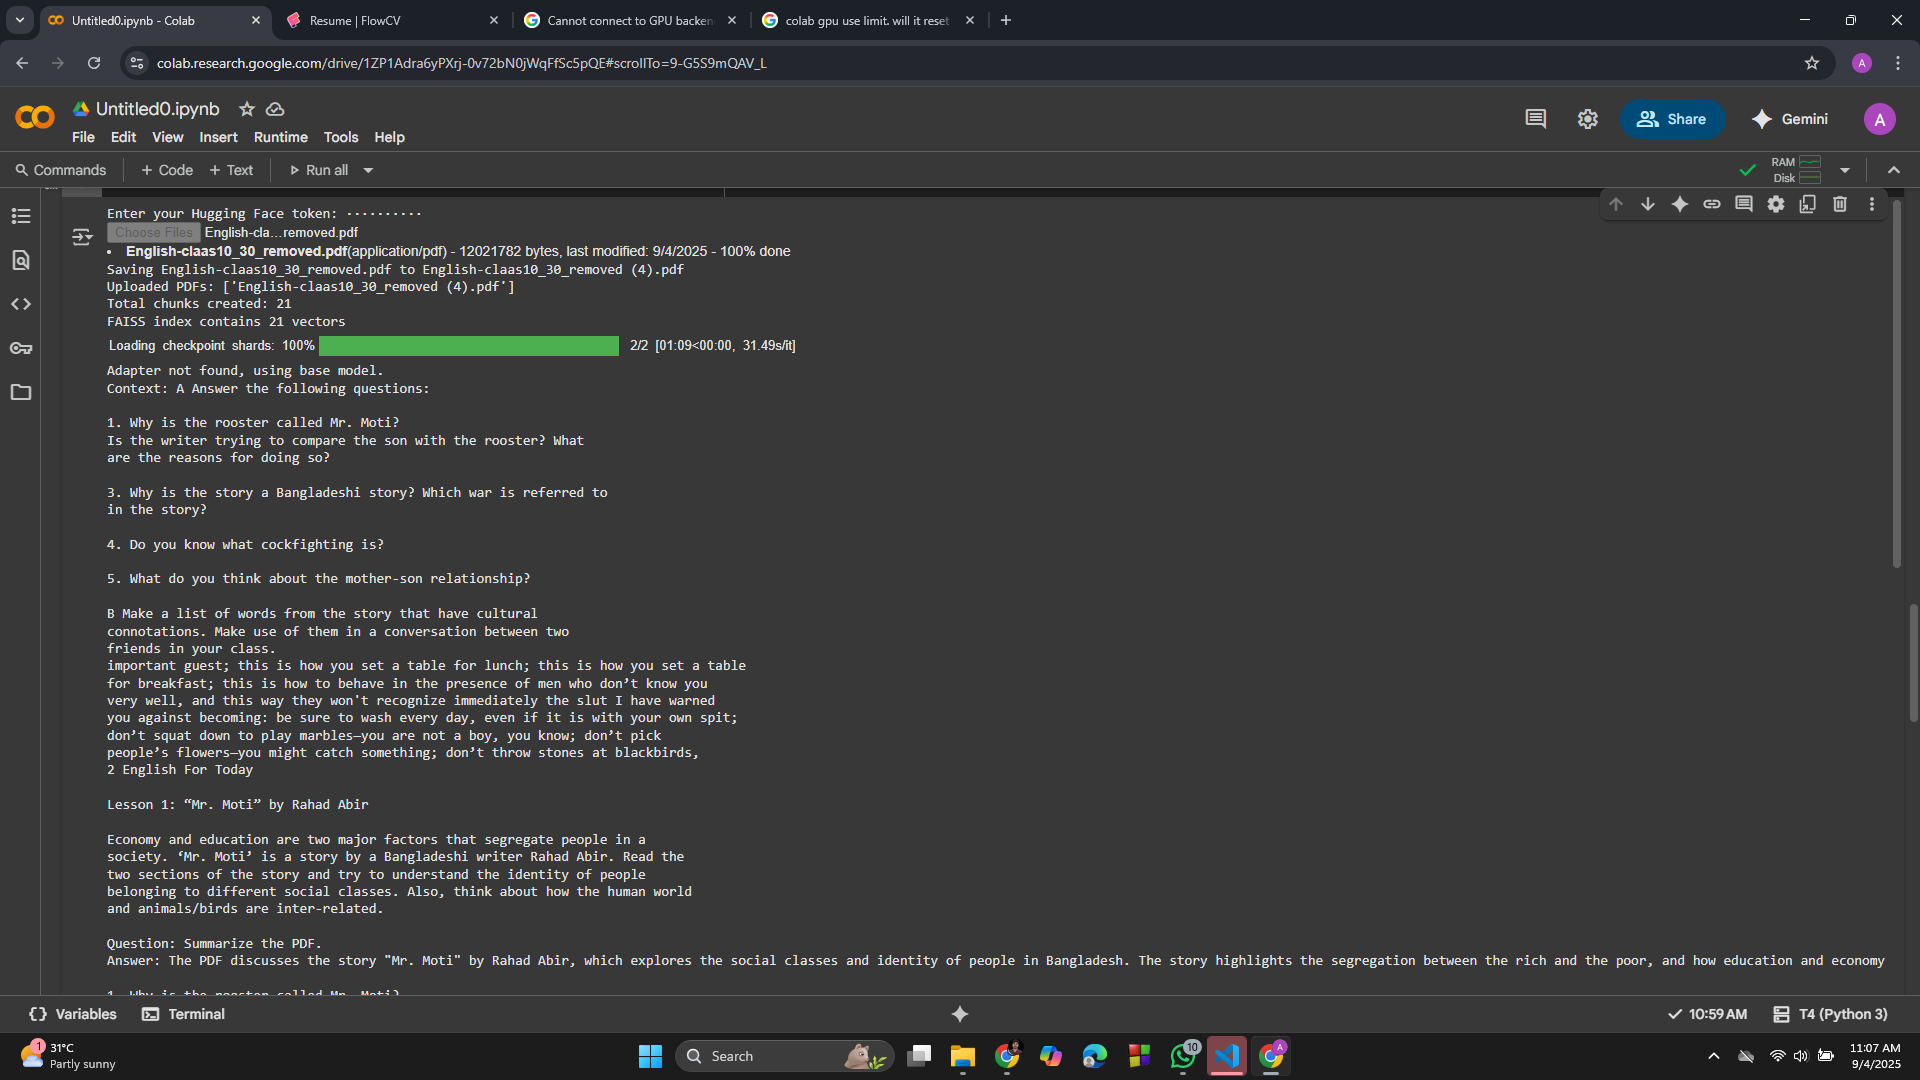 Untitled0.ipynb - Colab
Resume | FlowCV
Cannot connect to GPU backen
colab gpu use limit. will it reset
colab.research.google.com/drive/1ZP1Adra6yPXrj-0v72bN0jWqFfSc5pQE#scrollTo=9-G5S9mQAV_L
A
Untitled0.ipynb
File Edit View Insert Runtime Tools Help
Share
Gemini
A
Commands
+ Code + Text
Run all
RAM
Disk
Enter your Hugging Face token: ··········
Choose Files English-cla...removed.pdf
• English-claas10_30_removed.pdf(application/pdf) - 12021782 bytes, last modified: 9/4/2025 - 100% done
Saving English-claas10_30_removed.pdf to English-claas10_30_removed (4).pdf
Uploaded PDFs: ['English-claas10_30_removed (4).pdf']
Total chunks created: 21
FAISS index contains 21 vectors
Loading checkpoint shards: 100% 2/2 [01:09<00:00, 31.49s/it]
Adapter not found, using base model.
Context: A Answer the following questions:
1. Why is the rooster called Mr. Moti?
Is the writer trying to compare the son with the rooster? What
are the reasons for doing so?
3. Why is the story a Bangladeshi story? Which war is referred to
in the story?
4. Do you know what cockfighting is?
5. What do you think about the mother-son relationship?
B Make a list of words from the story that have cultural
connotations. Make use of them in a conversation between two
friends in your class.
important guest; this is how you set a table for lunch; this is how you set a table
for breakfast; this is how to behave in the presence of men who don’t know you
very well, and this way they won't recognize immediately the slut I have warned
you against becoming: be sure to wash every day, even if it is with your own spit;
don’t squat down to play marbles—you are not a boy, you know; don’t pick
people’s flowers—you might catch something; don’t throw stones at blackbirds,
2 English For Today
Lesson 1: “Mr. Moti” by Rahad Abir
Economy and education are two major factors that segregate people in a
society. ‘Mr. Moti’ is a story by a Bangladeshi writer Rahad Abir. Read the
two sections of the story and try to understand the identity of people
belonging to different social classes. Also, think about how the human world
and animals/birds are inter-related.
Question: Summarize the PDF.
Answer: The PDF discusses the story "Mr. Moti" by Rahad Abir, which explores the social classes and identity of people in Bangladesh. The story highlights the segregation between the rich and the poor, and how education and economy
1. Why is the rooster called Mr. Moti?
Variables
Terminal
10:59 AM
T4 (Python 3)
1
31°C
Partly sunny
Search
10
A
11:07 AM
9/4/2025